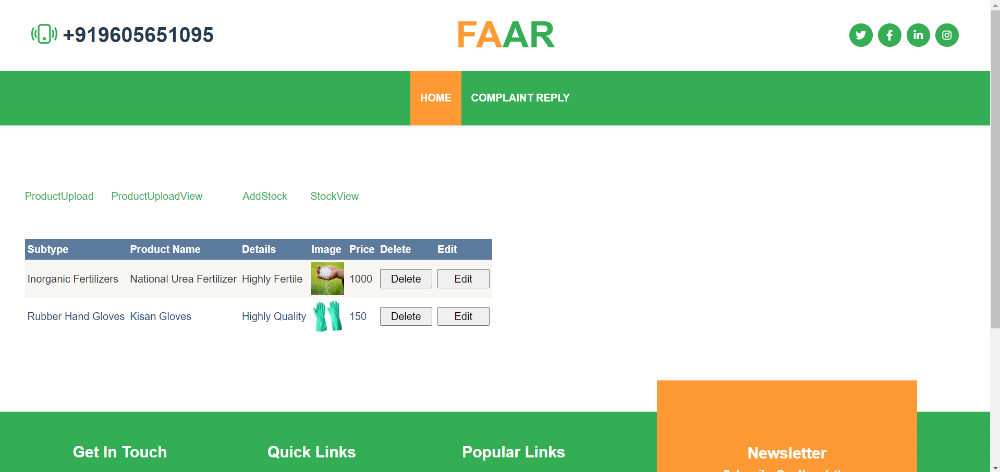 +919605651095
FAAR
HOME COMPLAINT REPLY
ProductUpload ProductUploadView AddStock StockView
Subtype Product Name Details Image Price Delete Edit
Inorganic Fertilizers National Urea Fertilizer Highly Fertile 1000 Delete Edit
Rubber Hand Gloves Kisan Gloves Highly Quality 150 Delete Edit
Get In Touch Quick Links Popular Links Newsletter